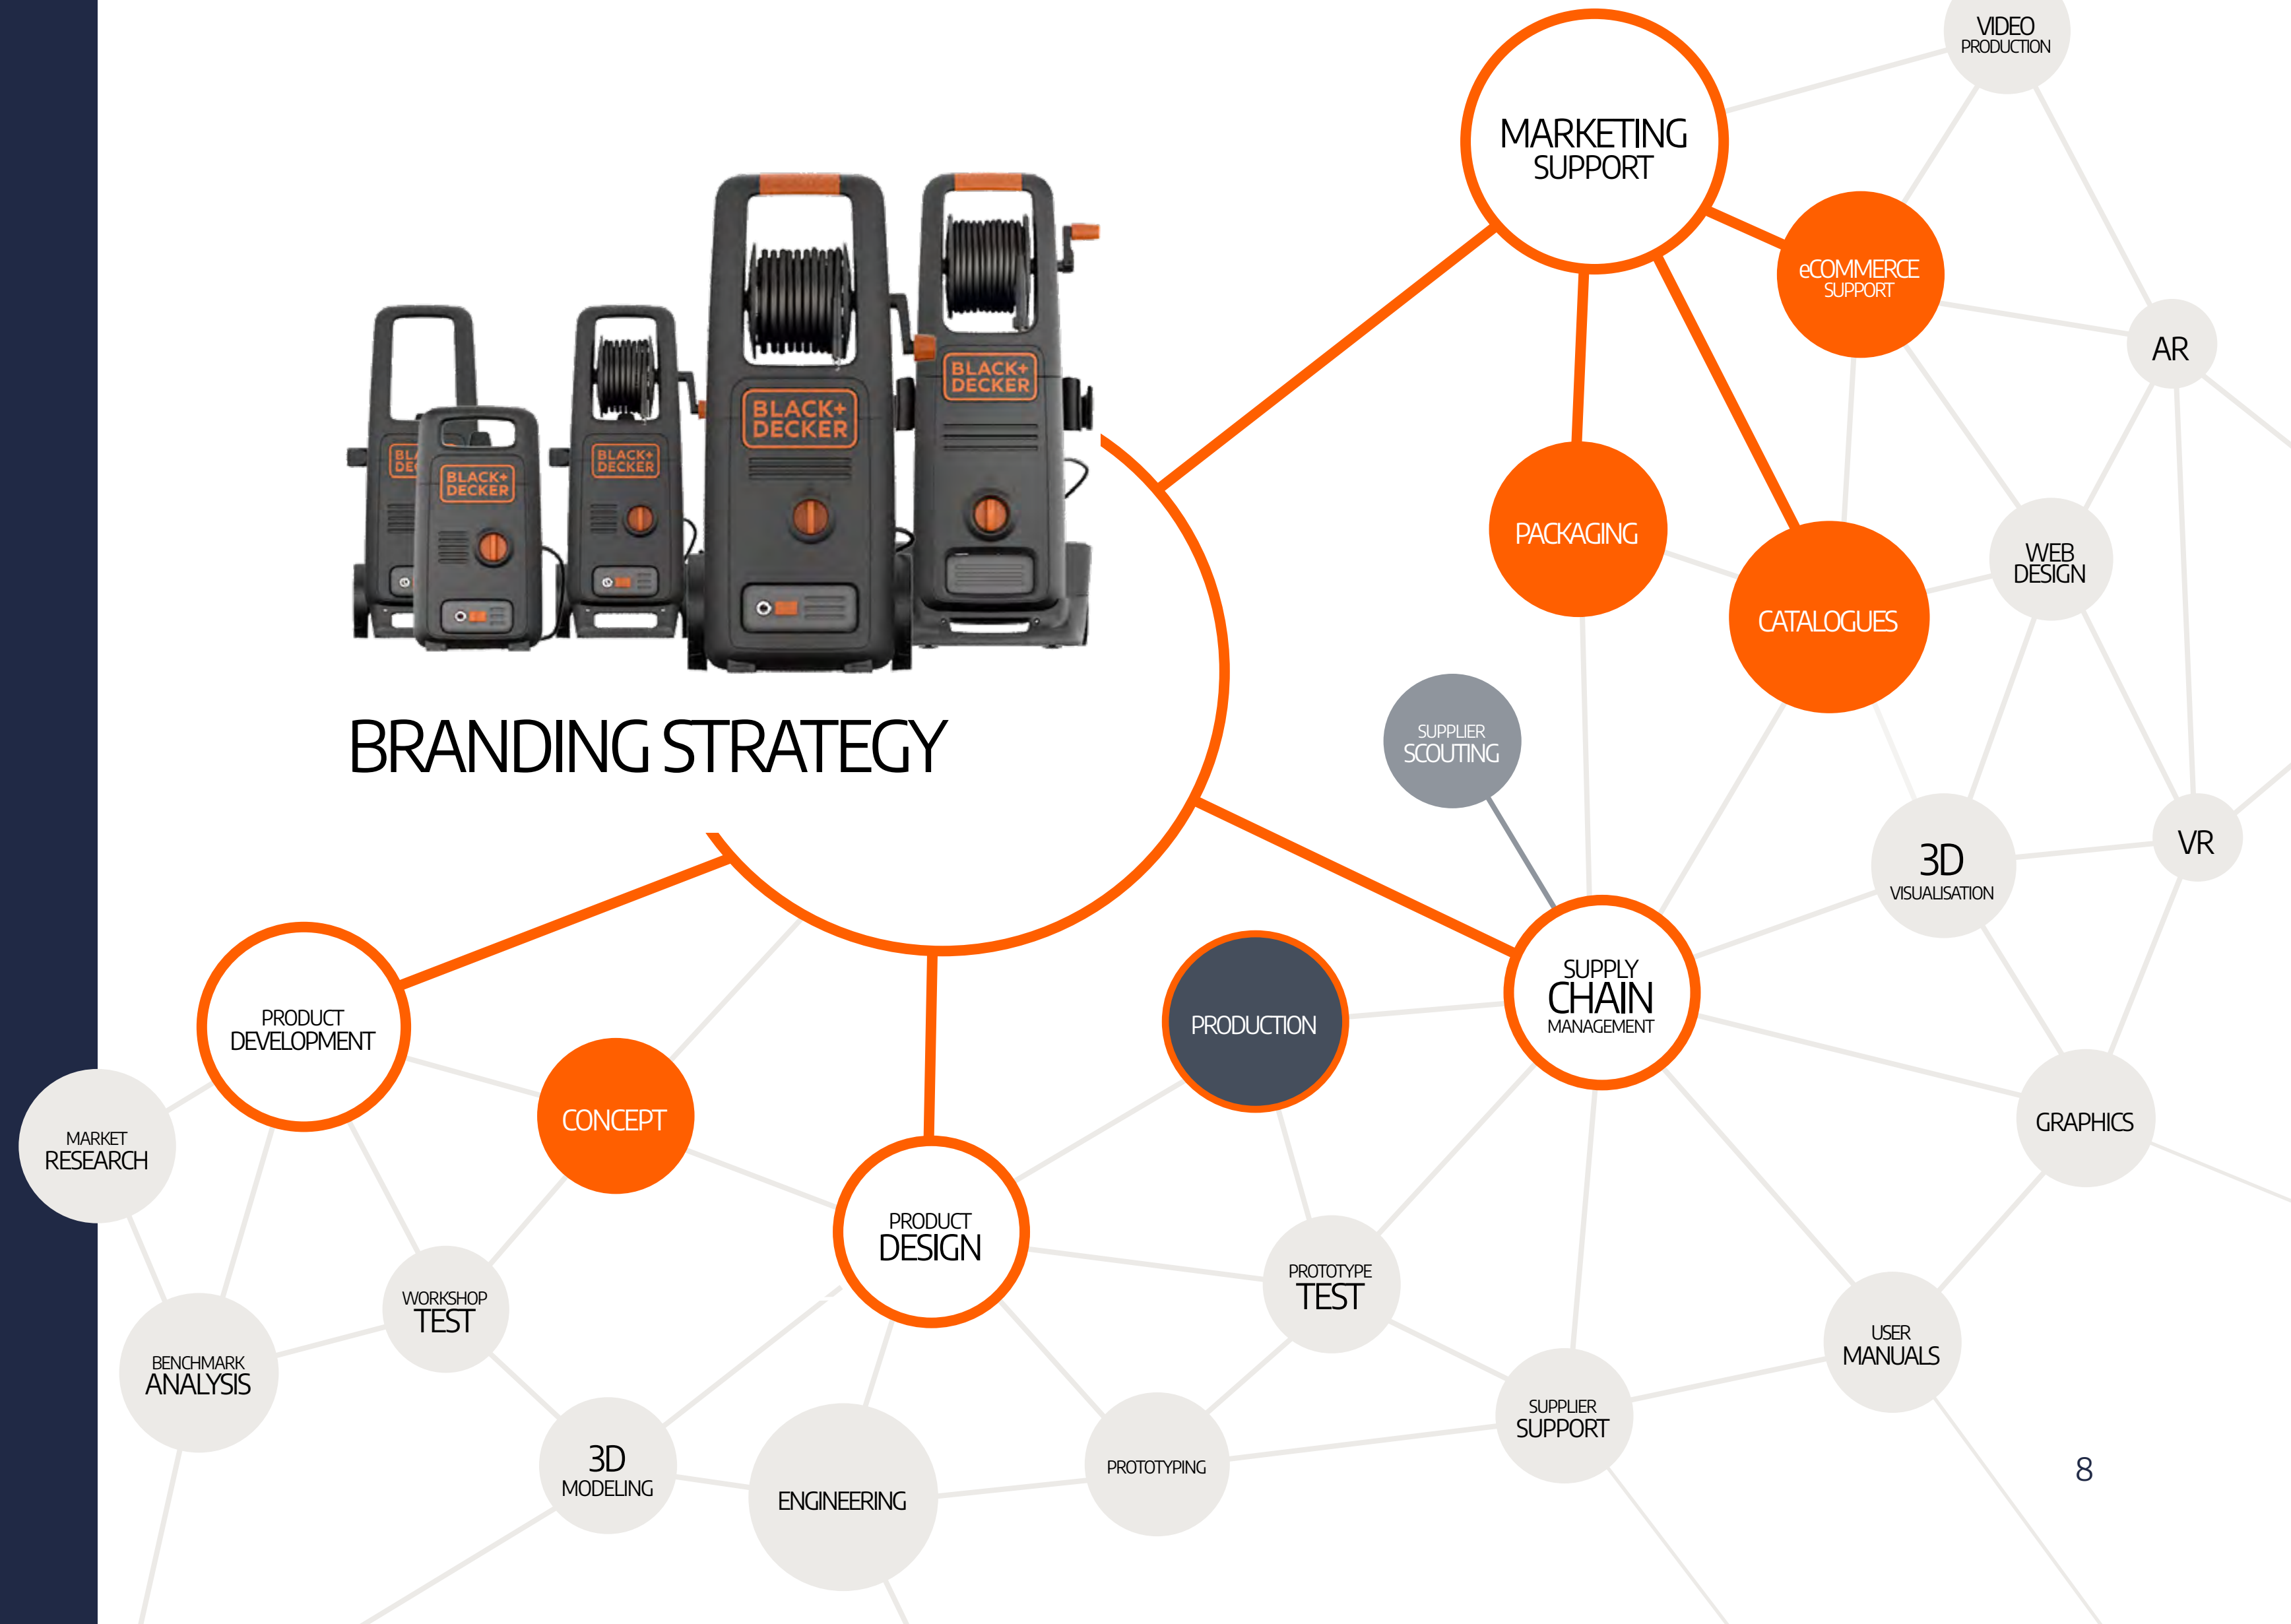 VIDEO
PRODUCTION
MARKETING
SUPPORT
eCOMMERCE
SUPPORT
AR
BLACK+
DECKER
BLACK+
DECKER
BLACK+
DECKER
BLACK+
DECKER
BLA
DE
PACKAGING
WEB
DESIGN
CATALOGUES
BRANDING STRATEGY
SUPPLIER
SCOUTING
VR
3D
VISUALISATION
SUPPLY
CHAIN
MANAGEMENT
PRODUCTION
PRODUCT
DEVELOPMENT
CONCEPT
GRAPHICS
MARKET
RESEARCH
PRODUCT
DESIGN
PROTOTYPE
TEST
WORKSHOP
TEST
USER
MANUALS
BENCHMARK
ANALYSIS
SUPPLIER
SUPPORT
3D
MODELING
PROTOTYPING
ENGINEERING
8